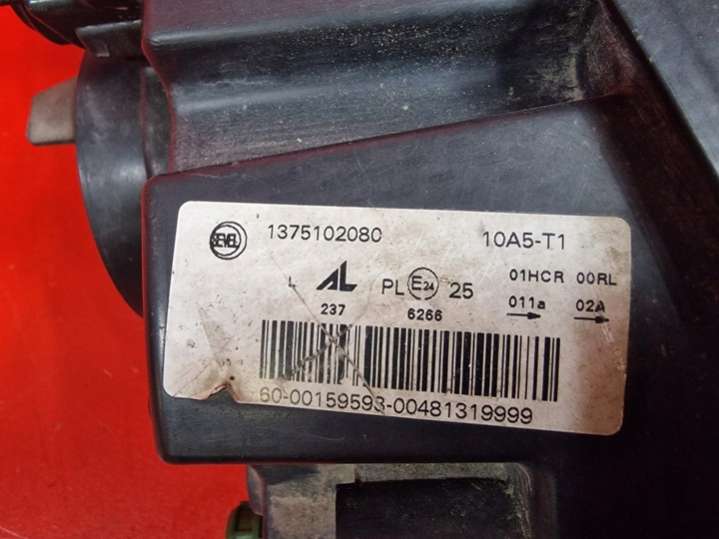 SEVEL 1375102080 10A5-T1
L AL PL E24 25 01HCR 00RL
237 6266 011a 02A
60-00159593-00481319999